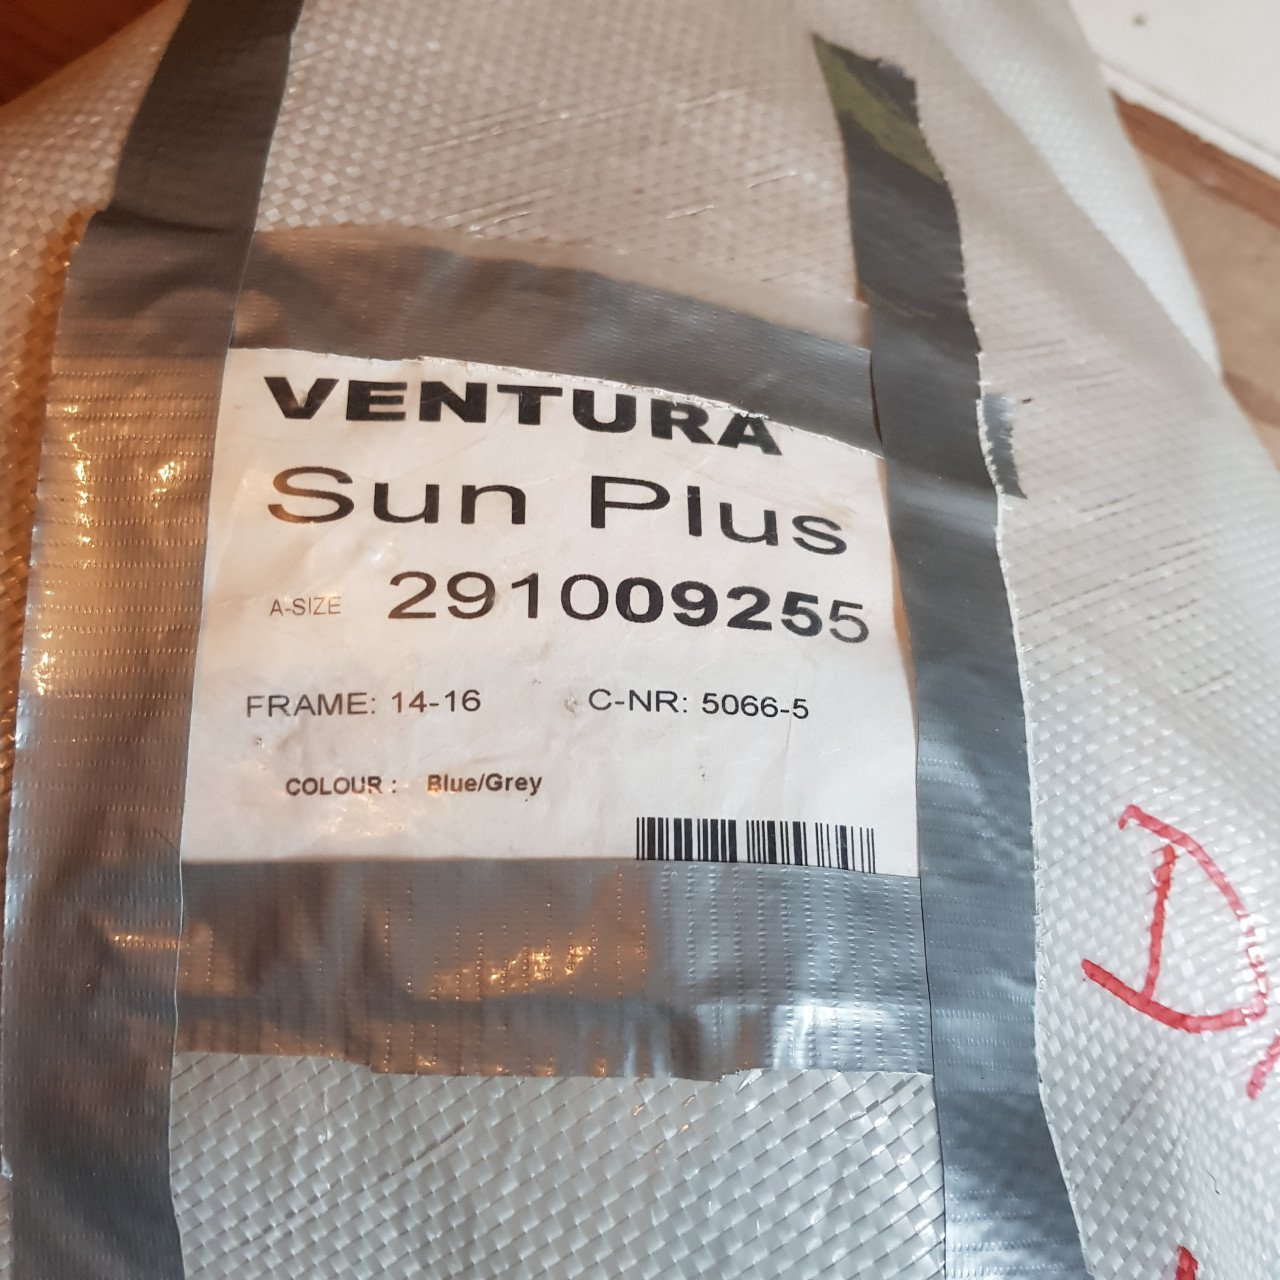 VENTURA
Sun Plus
A-SIZE 291009255
FRAME: 14-16 C-NR: 5066-5
COLOUR : Blue/Grey
D